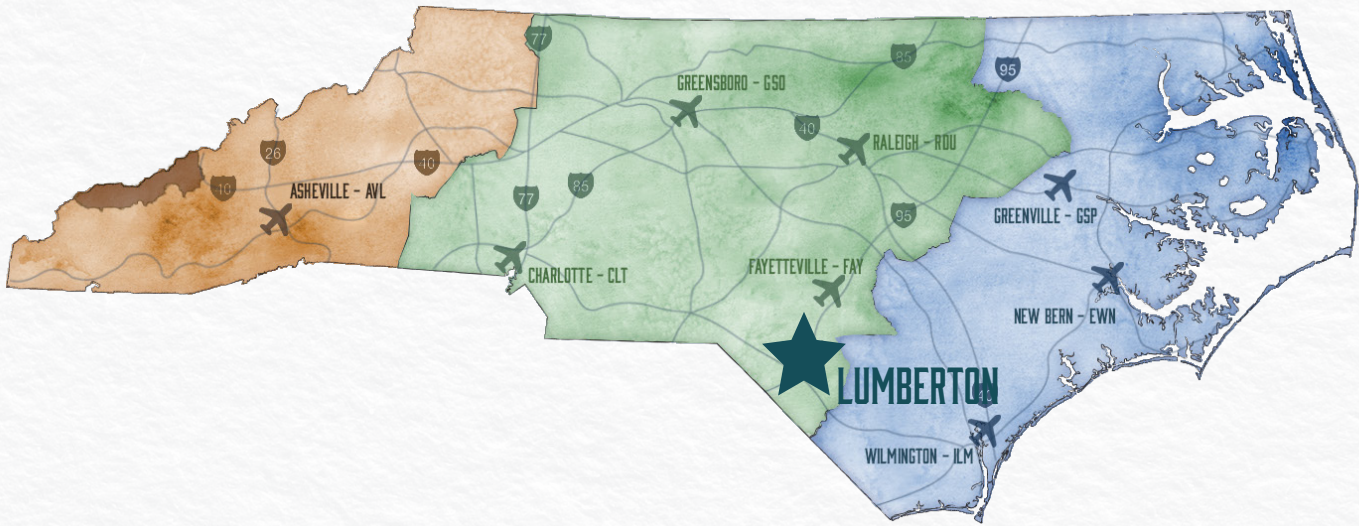 77
85
95
GREENSBORO - GSO
40
RALEIGH - RDU
26
40
40
ASHEVILLE - AVL
77
85
95
GREENVILLE - GSP
CHARLOTTE - CLT
FAYETTEVILLE - FAY
NEW BERN - EWN
LUMBERTON
40
WILMINGTON - ILM